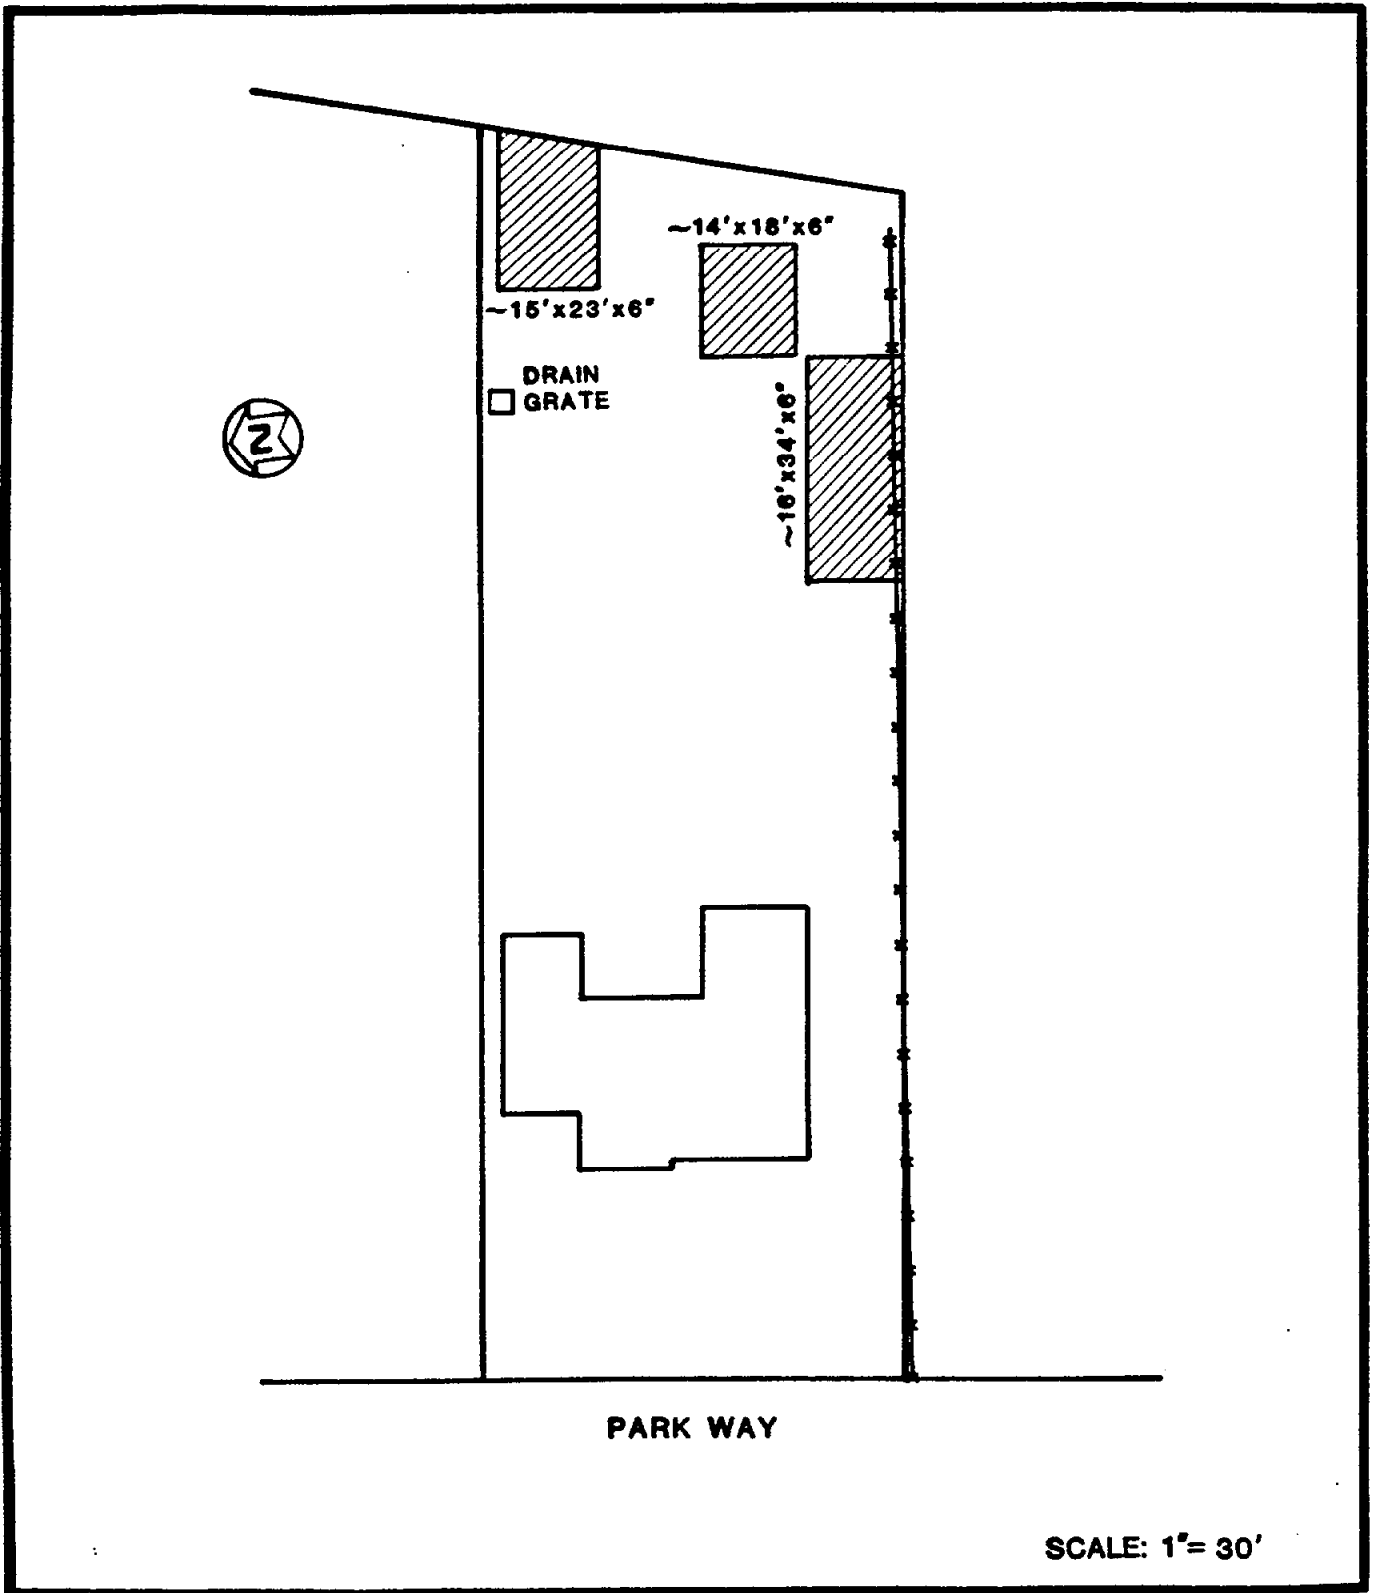 ~14'x18'x6"
~15'x23'x6"
DRAIN
GRATE
~16'x34'x6"
N
PARK WAY
SCALE: 1"= 30'